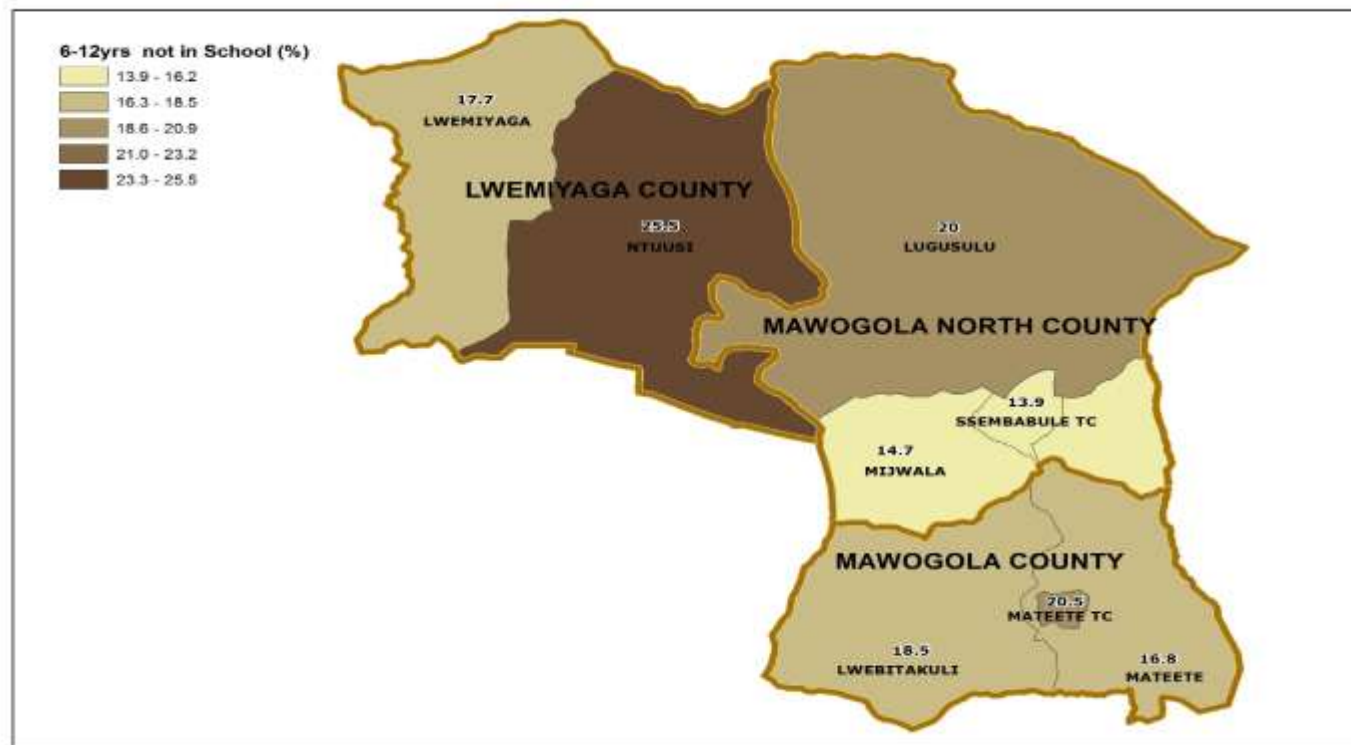 6-12yrs not in School (%)
13.9 - 16.2
16.3 - 18.5
18.6 - 20.9
21.0 - 23.2
23.3 - 25.5
17.7
LWEMIYAGA
LWEMIYAGA COUNTY
25.5
NTUUSI
20
LUGUSULU
MAWOGOLA NORTH COUNTY
13.9
SSEMBABULE TC
14.7
MIJWALA
MAWOGOLA COUNTY
20.5
MATEETE TC
18.5
LWEBITAKULI
16.8
MATEETE